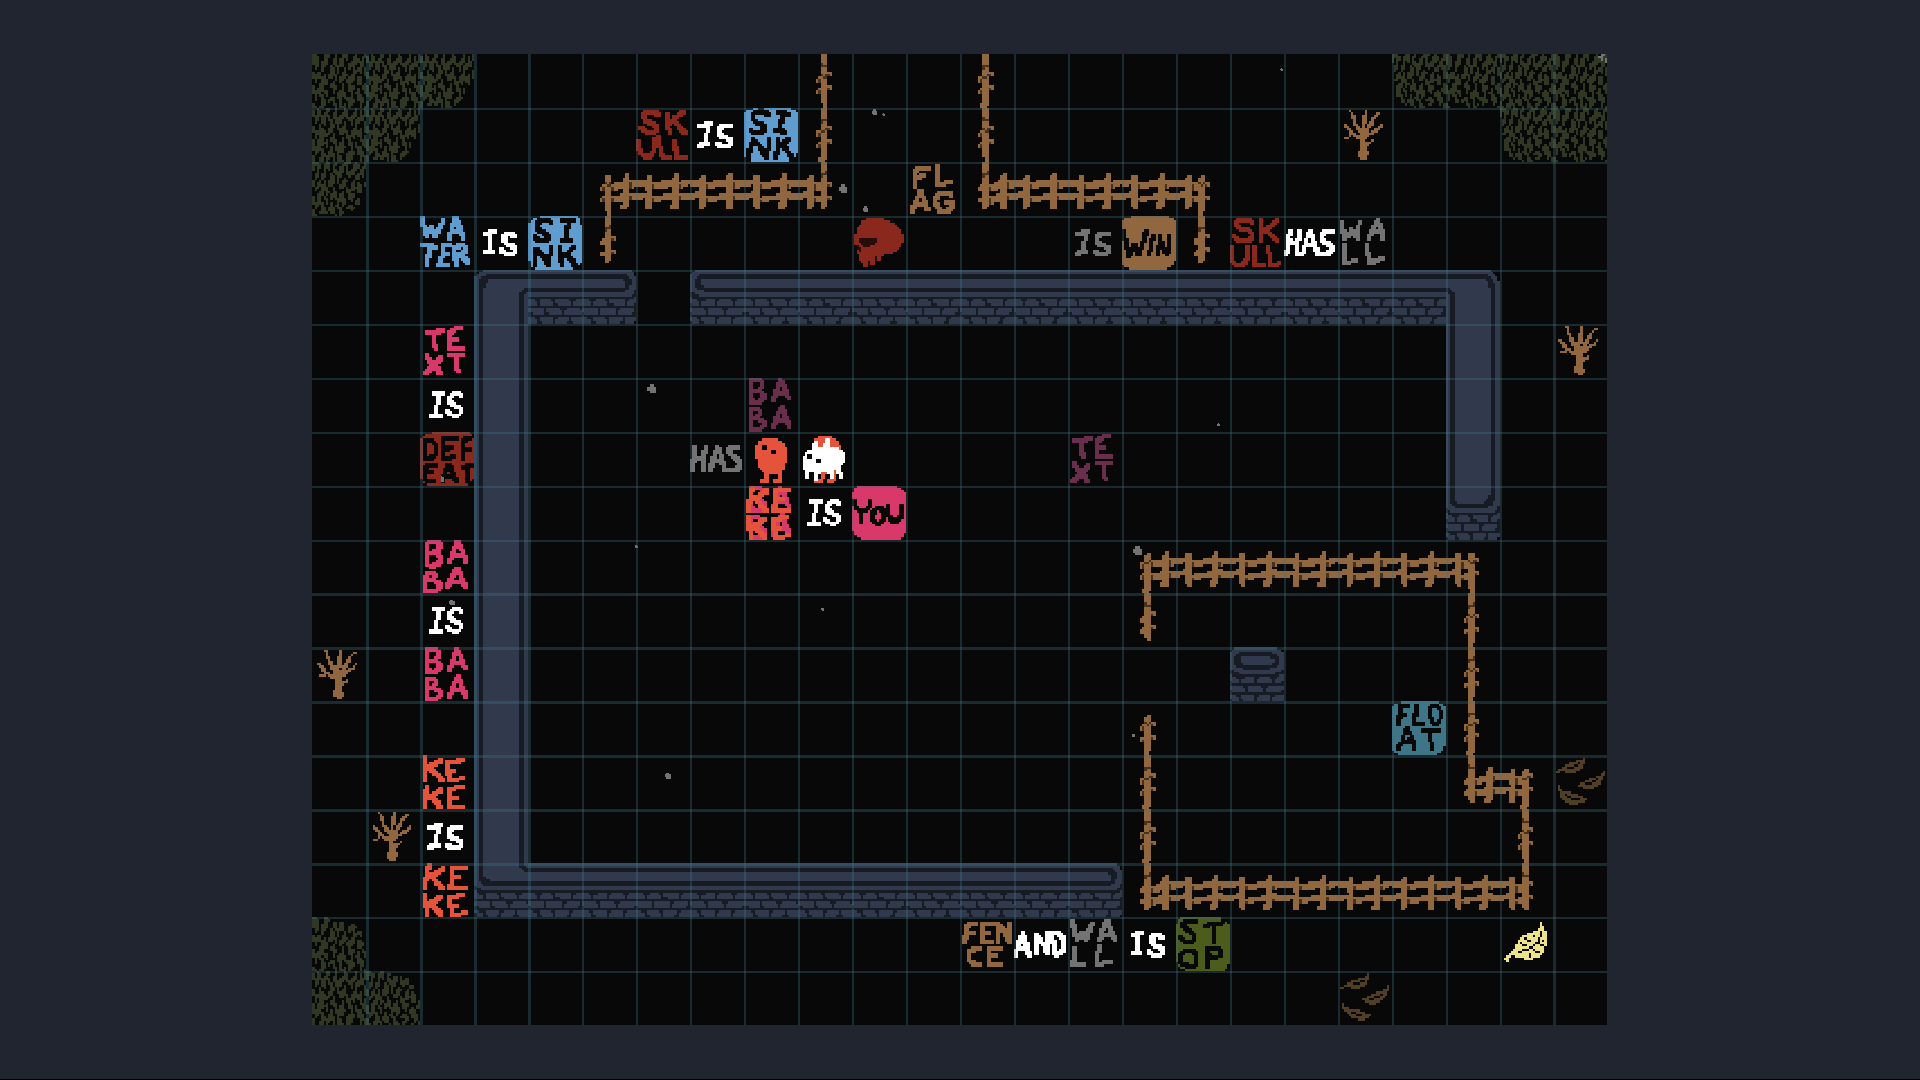 SKULL IS SINK
FLAG
WATER IS SINK
IS WIN
SKULL HAS WALL
TEXT IS DEFEAT
BABA
HAS
TEXT
IS YOU
BABA IS BABA
FLOAT
KEKE IS KEKE
FENCE AND WALL IS STOP